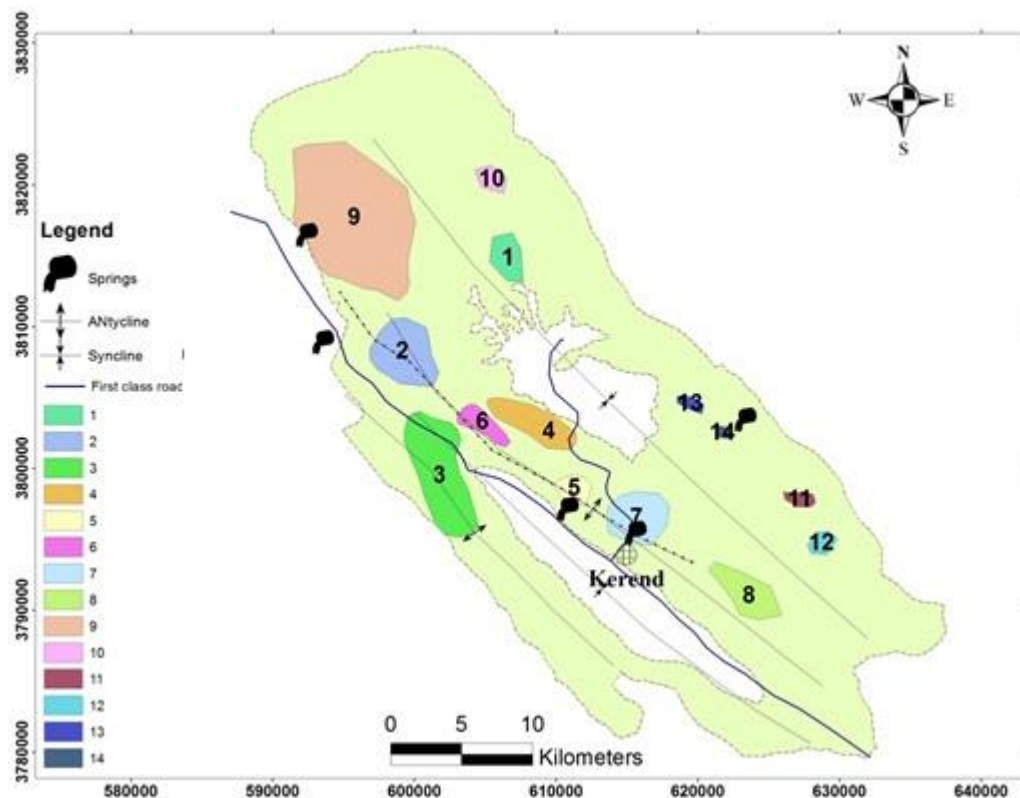 3830000
3820000
3810000
3800000
3790000
3780000
N
W E
S
10
9
1
2
6
4
3
5
7
13
14
11
12
8
Kerend
Legend
Springs
ANtycline
Syncline
First class road
1
2
3
4
5
6
7
8
9
10
11
12
13
14
0 5 10
Kilometers
580000 590000 600000 610000 620000 630000 640000